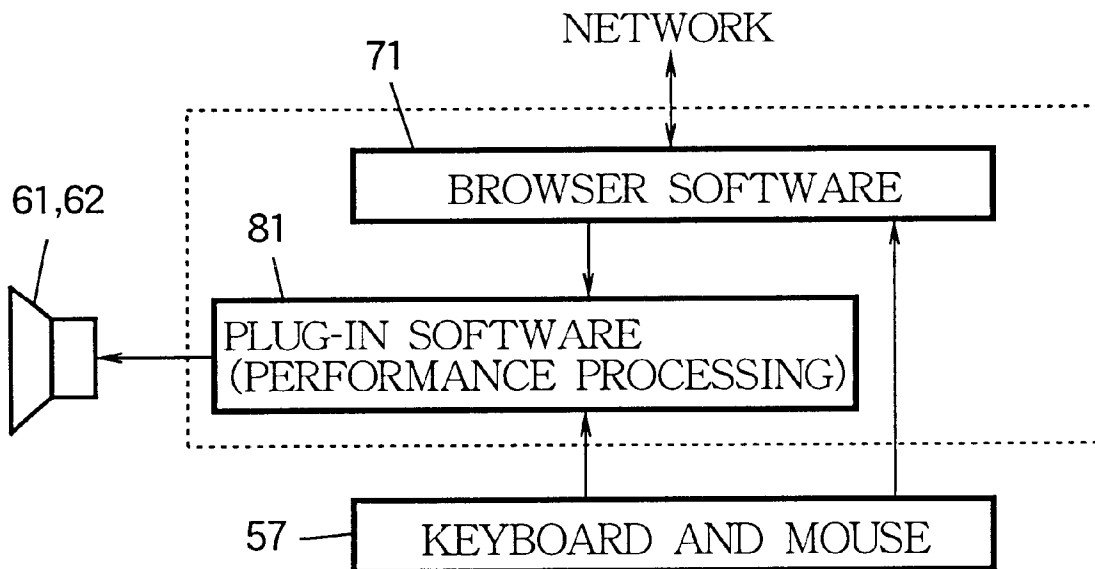 NETWORK
71
BROWSER SOFTWARE
61,62
81
PLUG-IN SOFTWARE
(PERFORMANCE PROCESSING)
57
KEYBOARD AND MOUSE